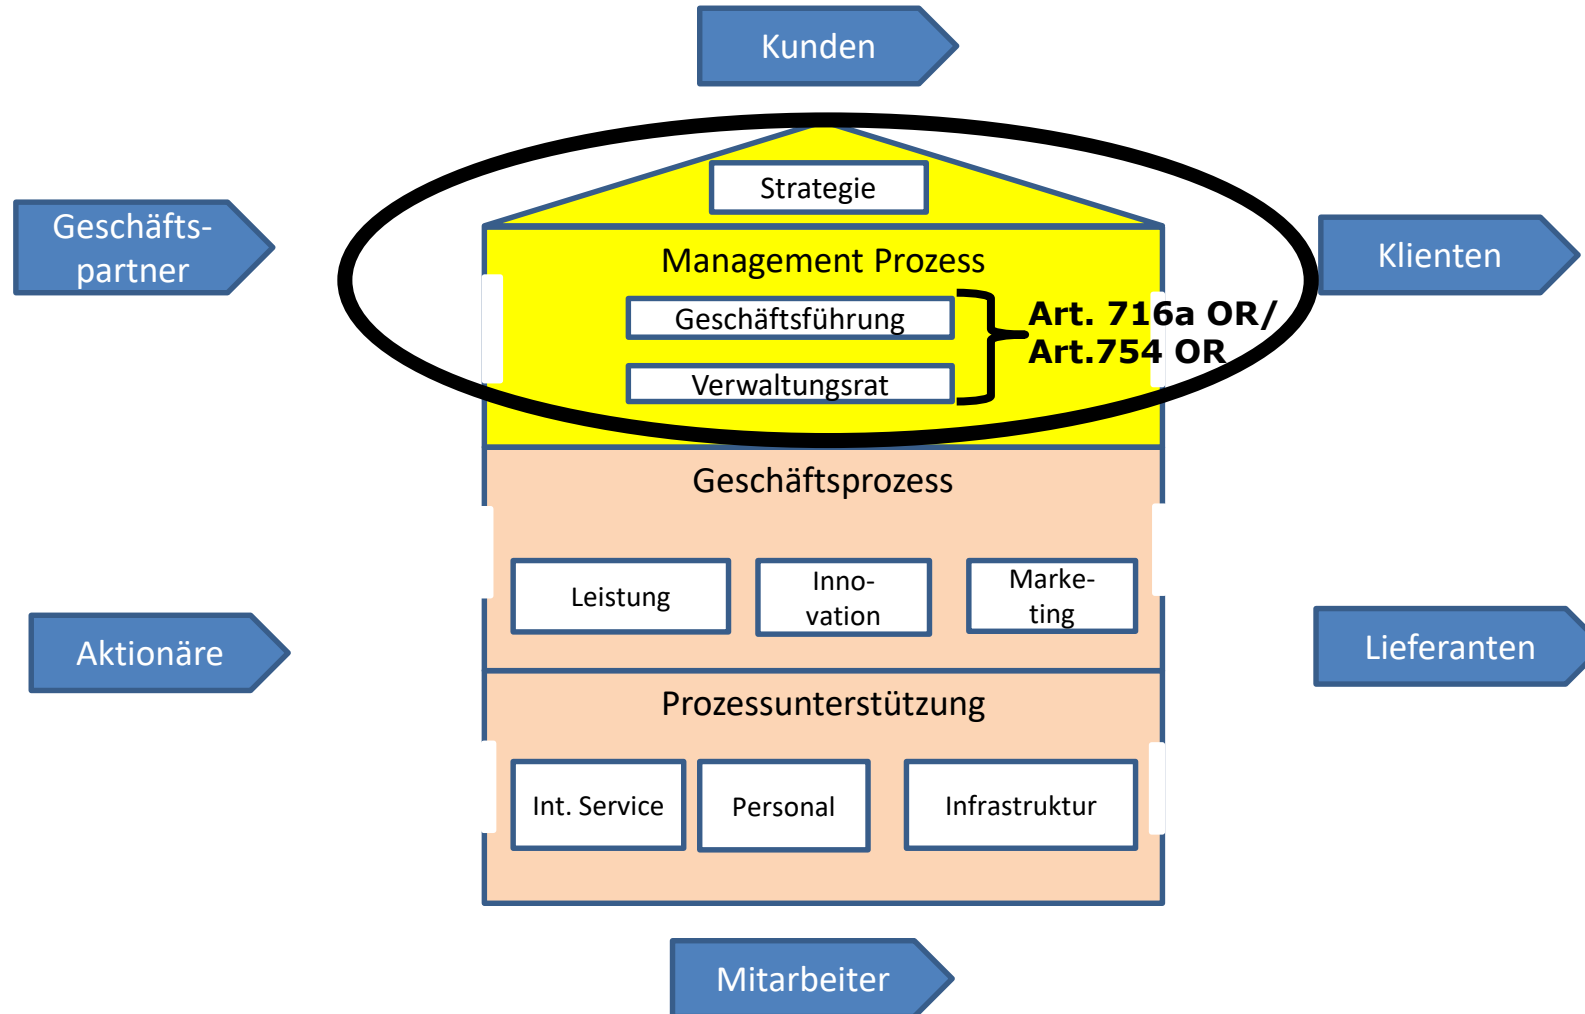 Kunden
Strategie
Geschäfts-
partner
Klienten
Management Prozess
Geschäftsführung
Verwaltungsrat
Art. 716a OR/
Art.754 OR
Geschäftsprozess
Leistung
Inno-
vation
Marke-
ting
Aktionäre
Lieferanten
Prozessunterstützung
Int. Service
Personal
Infrastruktur
Mitarbeiter